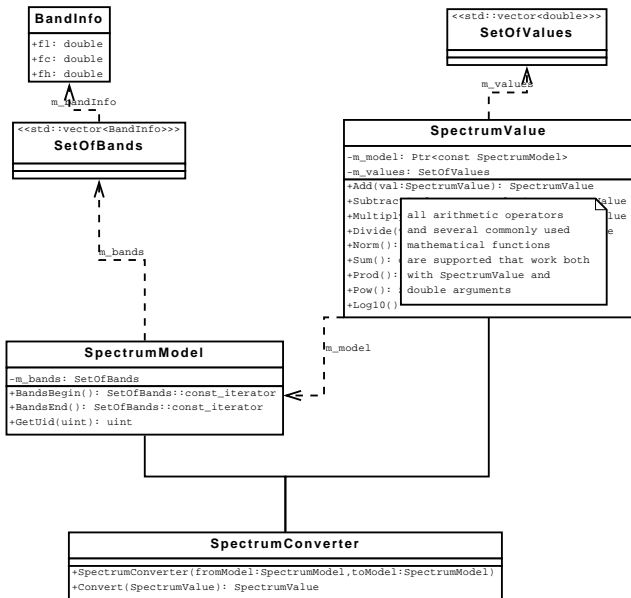 BandInfo
+fl: double
+fc: double
+fh: double
m_bandInfo
<<std::vector<BandInfo>>>
SetOfBands
m_bands
<<std::vector<double>>>
SetOfValues
m_values
SpectrumValue
-m_model: Ptr<const SpectrumModel>
-m_values: SetOfValues
+Add(val:SpectrumValue): SpectrumValue
+Subtrac
+Multiply
+Divide(
+Norm():
+Sum():
+Prod():
+Pow():
+Log10()
all arithmetic operators
and several commonly used
mathematical functions
are supported that work both
with SpectrumValue and
double arguments
m_model
SpectrumModel
-m_bands: SetOfBands
+BandsBegin(): SetOfBands::const_iterator
+BandsEnd(): SetOfBands::const_iterator
+GetUid(uint): uint
SpectrumConverter
+SpectrumConverter(fromModel:SpectrumModel,toModel:SpectrumModel)
+Convert(SpectrumValue): SpectrumValue